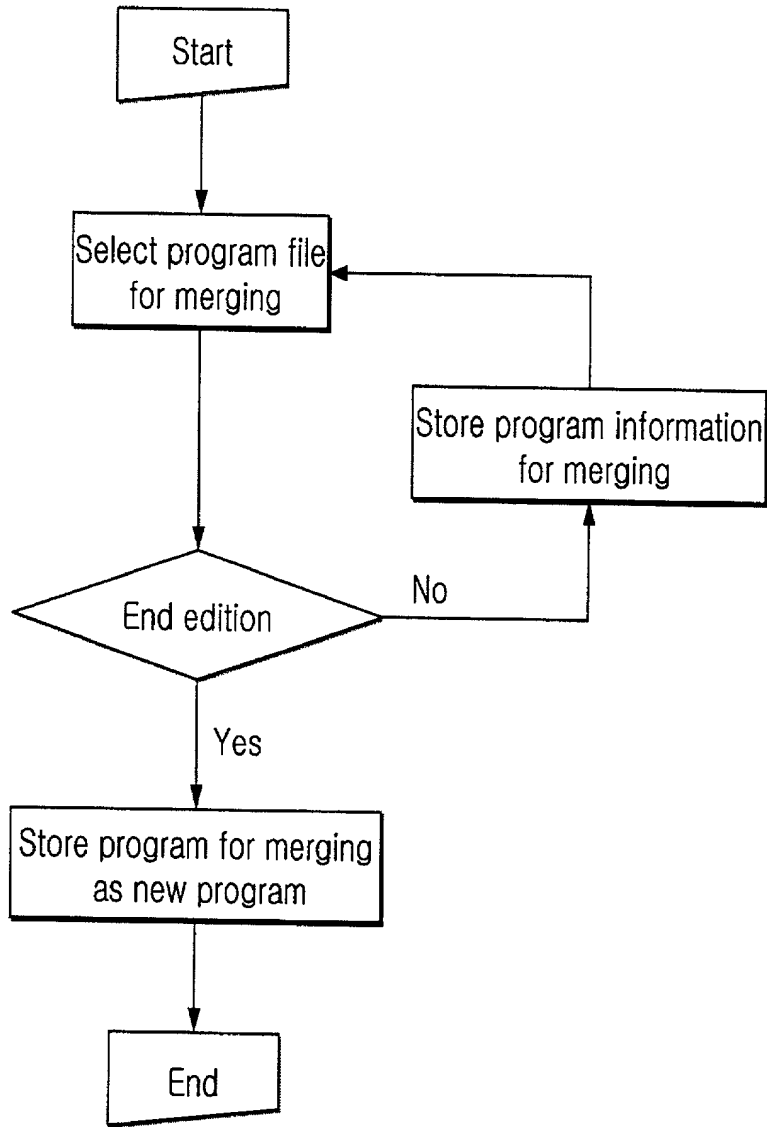 Start
Select program file
for merging
Store program information
for merging
End edition
No
Yes
Store program for merging
as new program
End